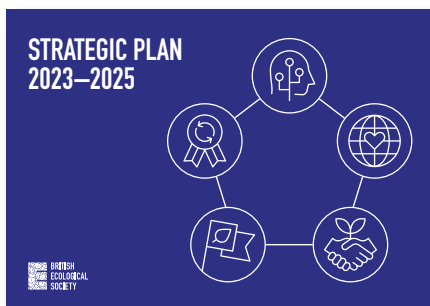 STRATEGIC PLAN
2023–2025
BRITISH
ECOLOGICAL
SOCIETY